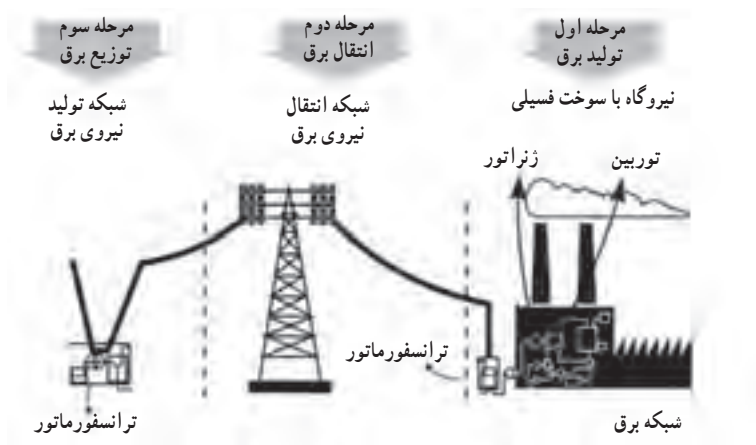 مرحله اول
تولید برق
مرحله دوم
انتقال برق
مرحله سوم
توزیع برق
نیروگاه با سوخت فسیلی
شبکه انتقال
نیروی برق
شبکه تولید
نیروی برق
توربین
ژنراتور
ترانسفورماتور
ترانسفورماتور
شبکه برق